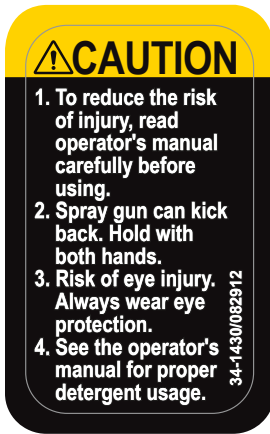 CAUTION
1. To reduce the risk
of injury, read
operator's manual
carefully before
using.
2. Spray gun can kick
back. Hold with
both hands.
3. Risk of eye injury.
Always wear eye
protection.
4. See the operator's
manual for proper
detergent usage.
34-1430/082912